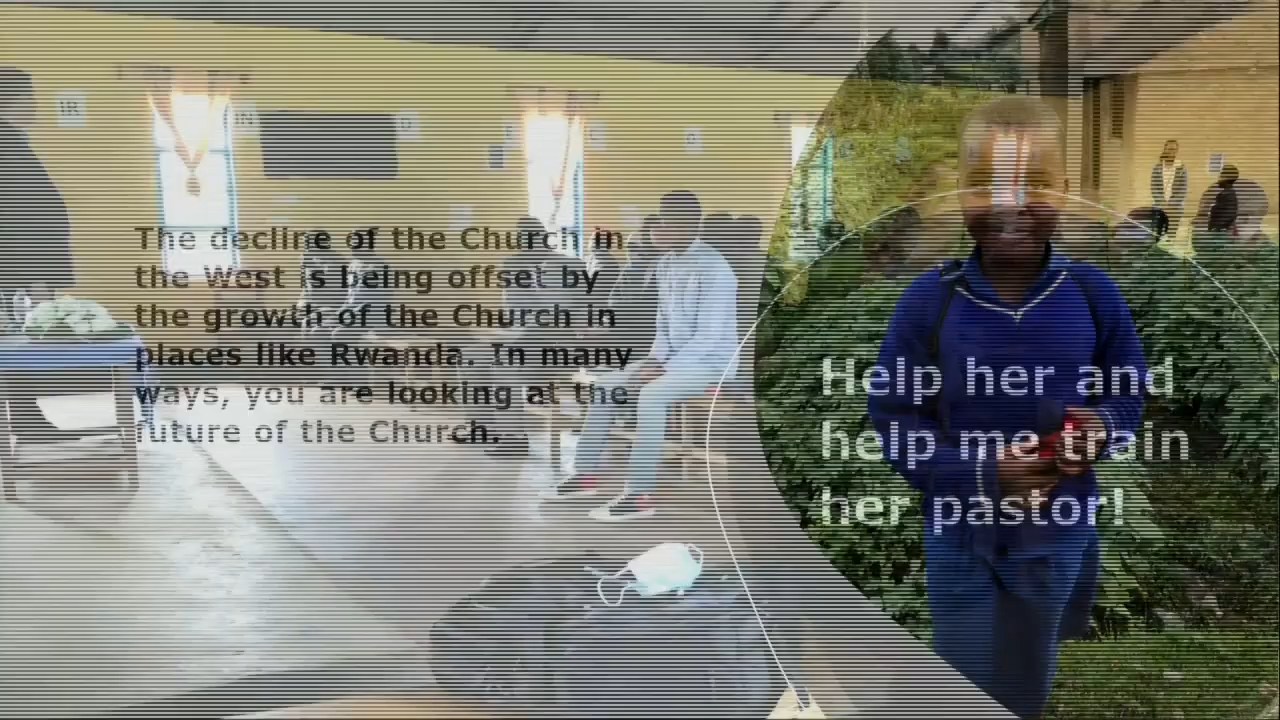 IR
IN
D
The decline of the Church in
the West is being offset by
the growth of the Church in
places like Rwanda. In many
ways, you are looking at the
future of the Church.
Help her and
help me train
her pastor!